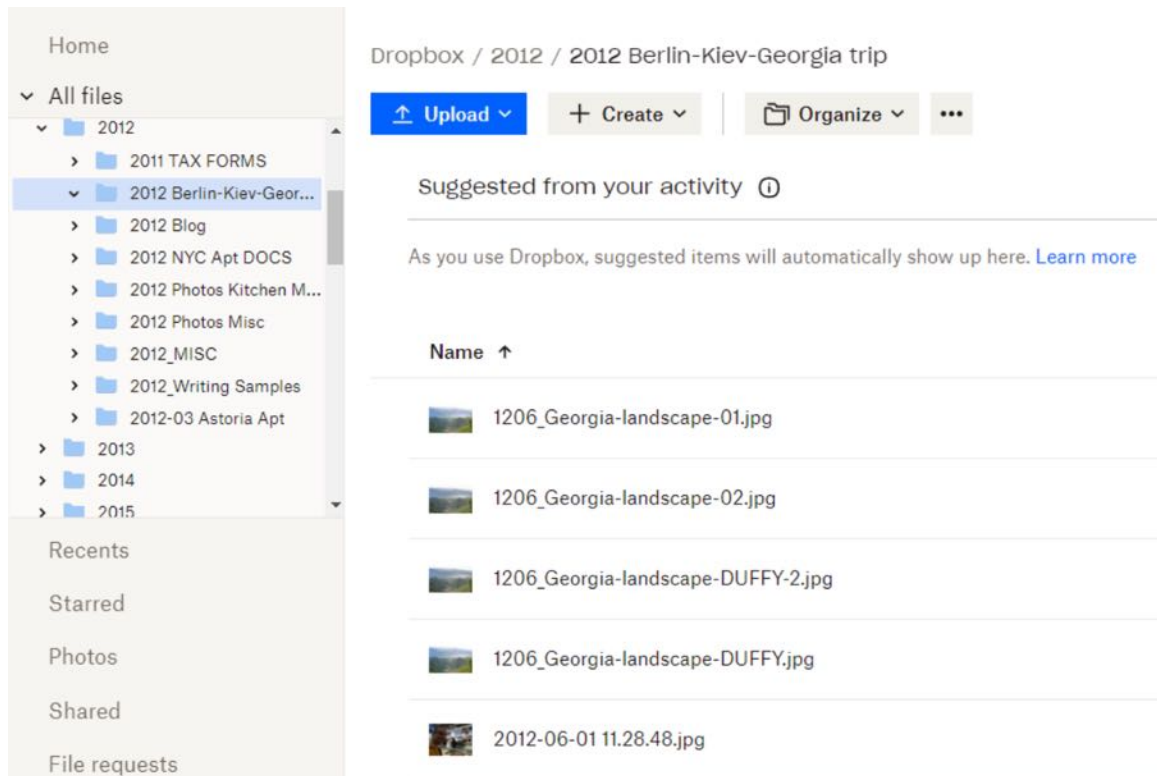 Home
All files
2012
2011 TAX FORMS
2012 Berlin-Kiev-Geor...
2012 Blog
2012 NYC Apt DOCS
2012 Photos Kitchen M...
2012 Photos Misc
2012_MISC
2012_Writing Samples
2012-03 Astoria Apt
2013
2014
2015
Recents
Starred
Photos
Shared
File requests
Dropbox / 2012 / 2012 Berlin-Kiev-Georgia trip
Upload
Create
Organize
Suggested from your activity
As you use Dropbox, suggested items will automatically show up here. Learn more
Name
1206_Georgia-landscape-01.jpg
1206_Georgia-landscape-02.jpg
1206_Georgia-landscape-DUFFY-2.jpg
1206_Georgia-landscape-DUFFY.jpg
2012-06-01 11.28.48.jpg